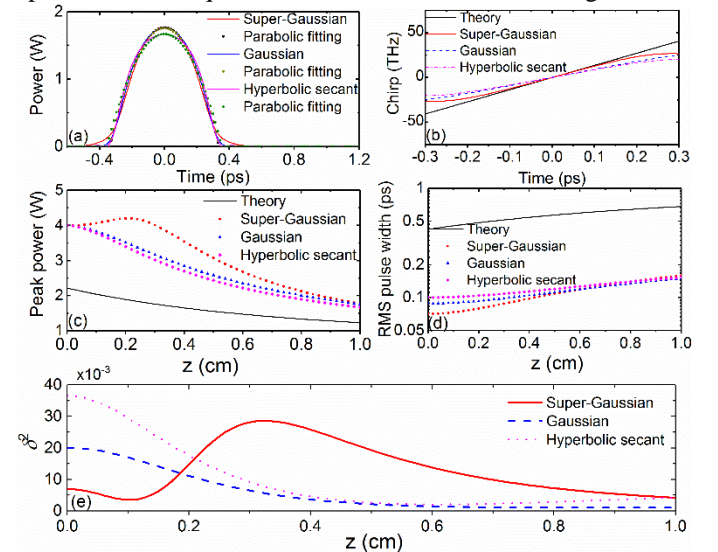 Super-Gaussian
Parabolic fitting
Gaussian
Parabolic fitting
Hyperbolic secant
Parabolic fitting
Power (W)
2
1
0
(a)
-0.4 0.0 0.4 0.8 1.2
Time (ps)
Theory
Super-Gaussian
Gaussian
Hyperbolic secant
Chirp (THz)
50
0
-50
(b)
-0.3 -0.2 -0.1 0.0 0.1 0.2 0.3
Time (ps)
Theory
Super-Gaussian
Gaussian
Hyperbolic secant
Peak power (W)
5
4
3
2
1
(c)
0.0 0.2 0.4 0.6 0.8 1.0
z (cm)
Theory
Super-Gaussian
Gaussian
Hyperbolic secant
RMS pulse width (ps)
1
0.5
0.1
0.05
(d)
0.0 0.2 0.4 0.6 0.8 1.0
z (cm)
x10⁻³
Super-Gaussian
Gaussian
Hyperbolic secant
δ²
40
30
20
10
0
(e)
0.0 0.2 0.4 0.6 0.8 1.0
z (cm)